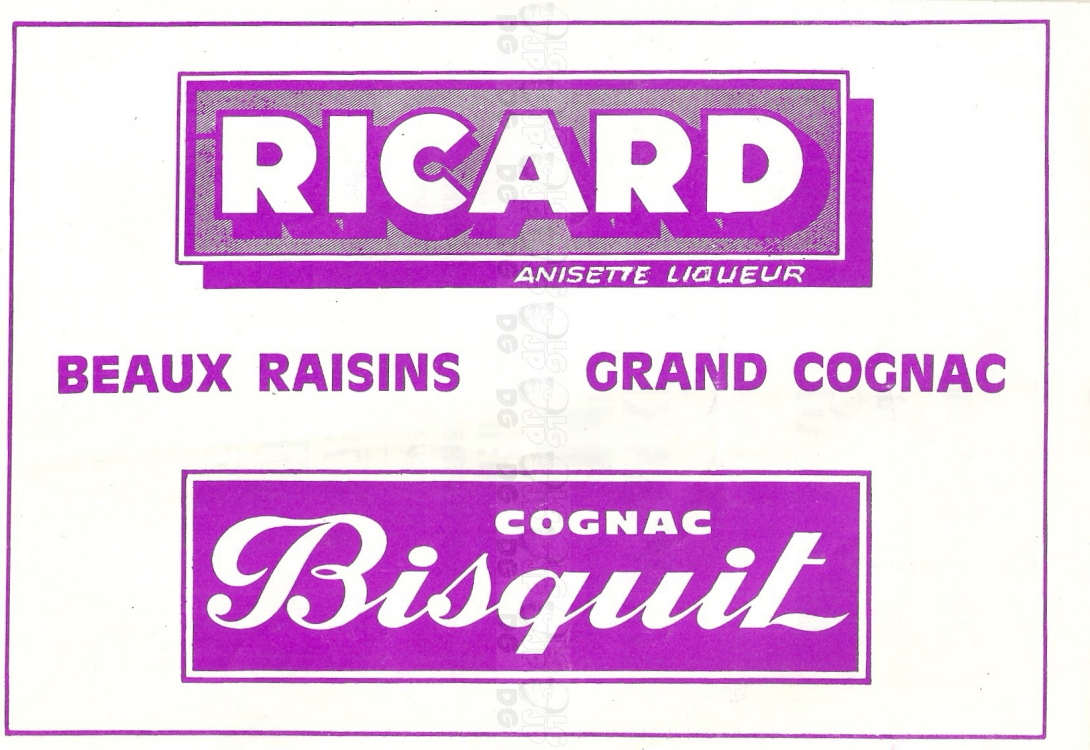 RICARD
ANISETTE LIQUEUR
BEAUX RAISINS GRAND COGNAC
COGNAC
Bisquit